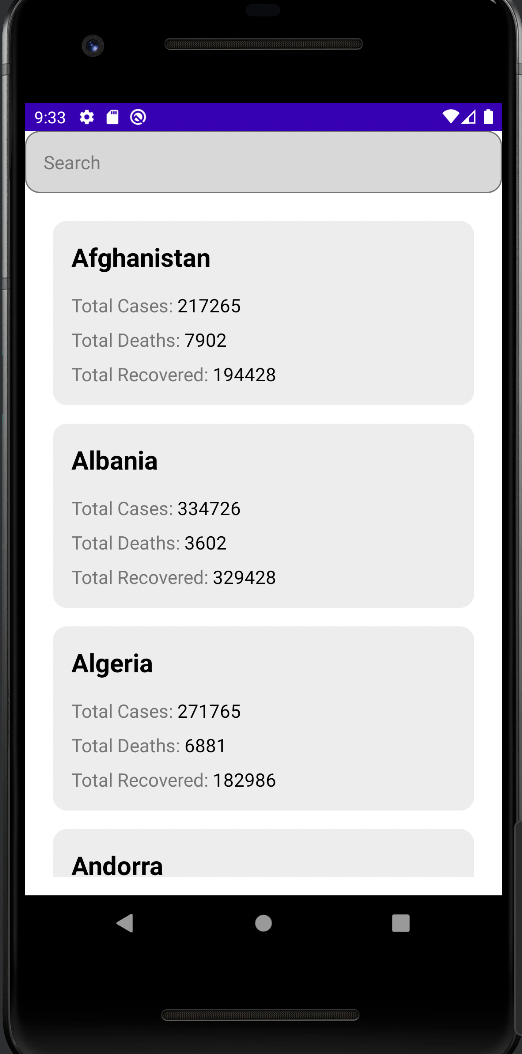 9:33
Search
Afghanistan
Total Cases: 217265
Total Deaths: 7902
Total Recovered: 194428
Albania
Total Cases: 334726
Total Deaths: 3602
Total Recovered: 329428
Algeria
Total Cases: 271765
Total Deaths: 6881
Total Recovered: 182986
Andorra